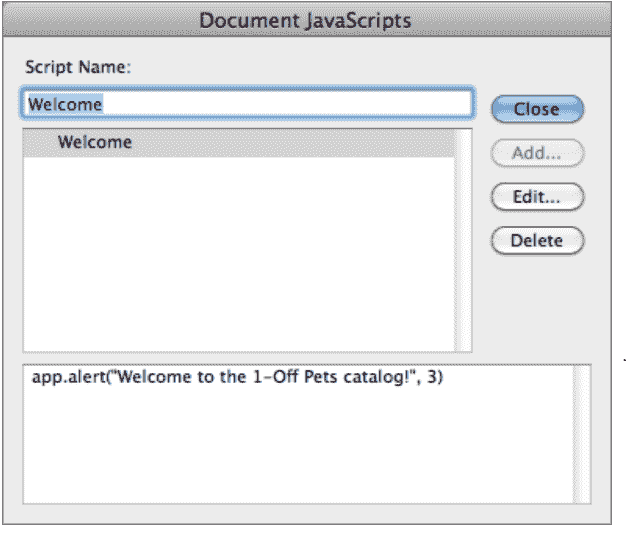 Document JavaScripts
Script Name:
Welcome
Close
Welcome
Add...
Edit...
Delete
app.alert("Welcome to the 1-Off Pets catalog!", 3)